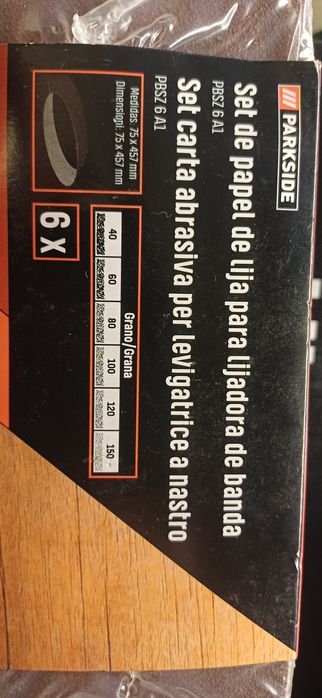 PARKSIDE
Set de papel de lija para lijadora de banda
PBSZ 6 A1
Set carta abrasiva per levigatrice a nastro
PBSZ 6 A1
Grano/Grana
40 60 80 100 120 150
Medidas: 75 x 457 mm
Dimensioni: 75 x 457 mm
6 x